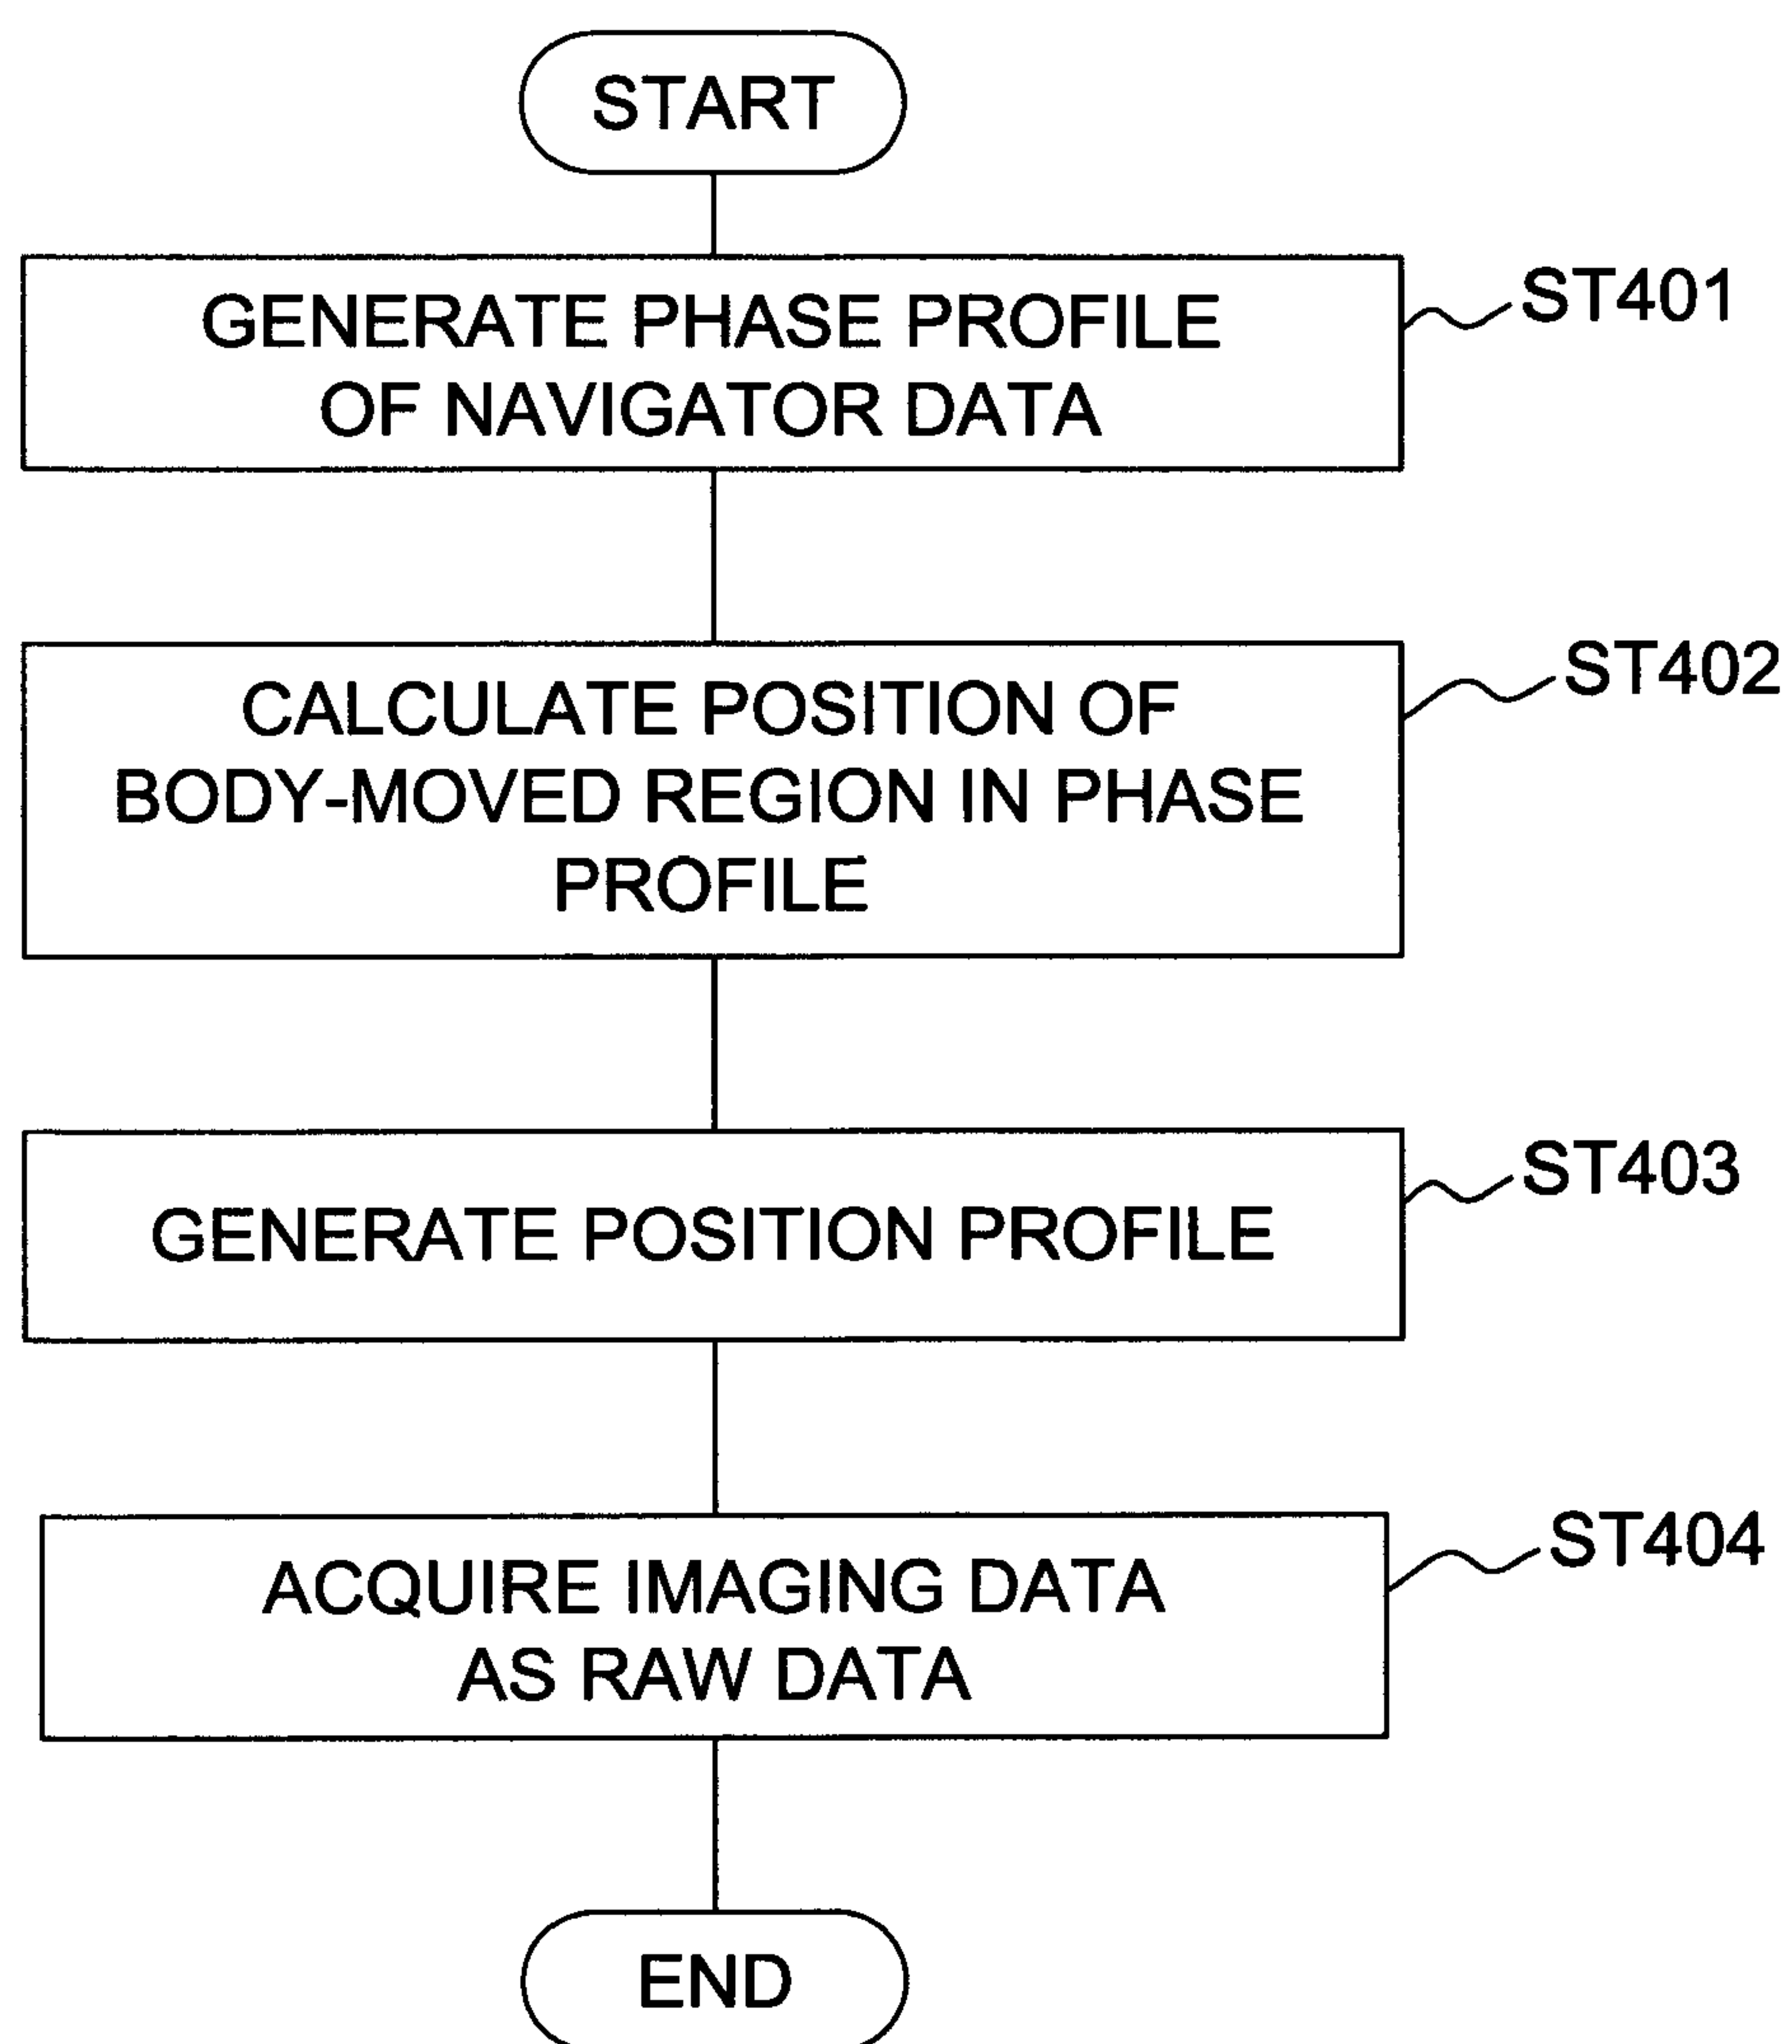 START
GENERATE PHASE PROFILE
OF NAVIGATOR DATA
ST401
CALCULATE POSITION OF
BODY-MOVED REGION IN PHASE
PROFILE
ST402
GENERATE POSITION PROFILE
ST403
ACQUIRE IMAGING DATA
AS RAW DATA
ST404
END